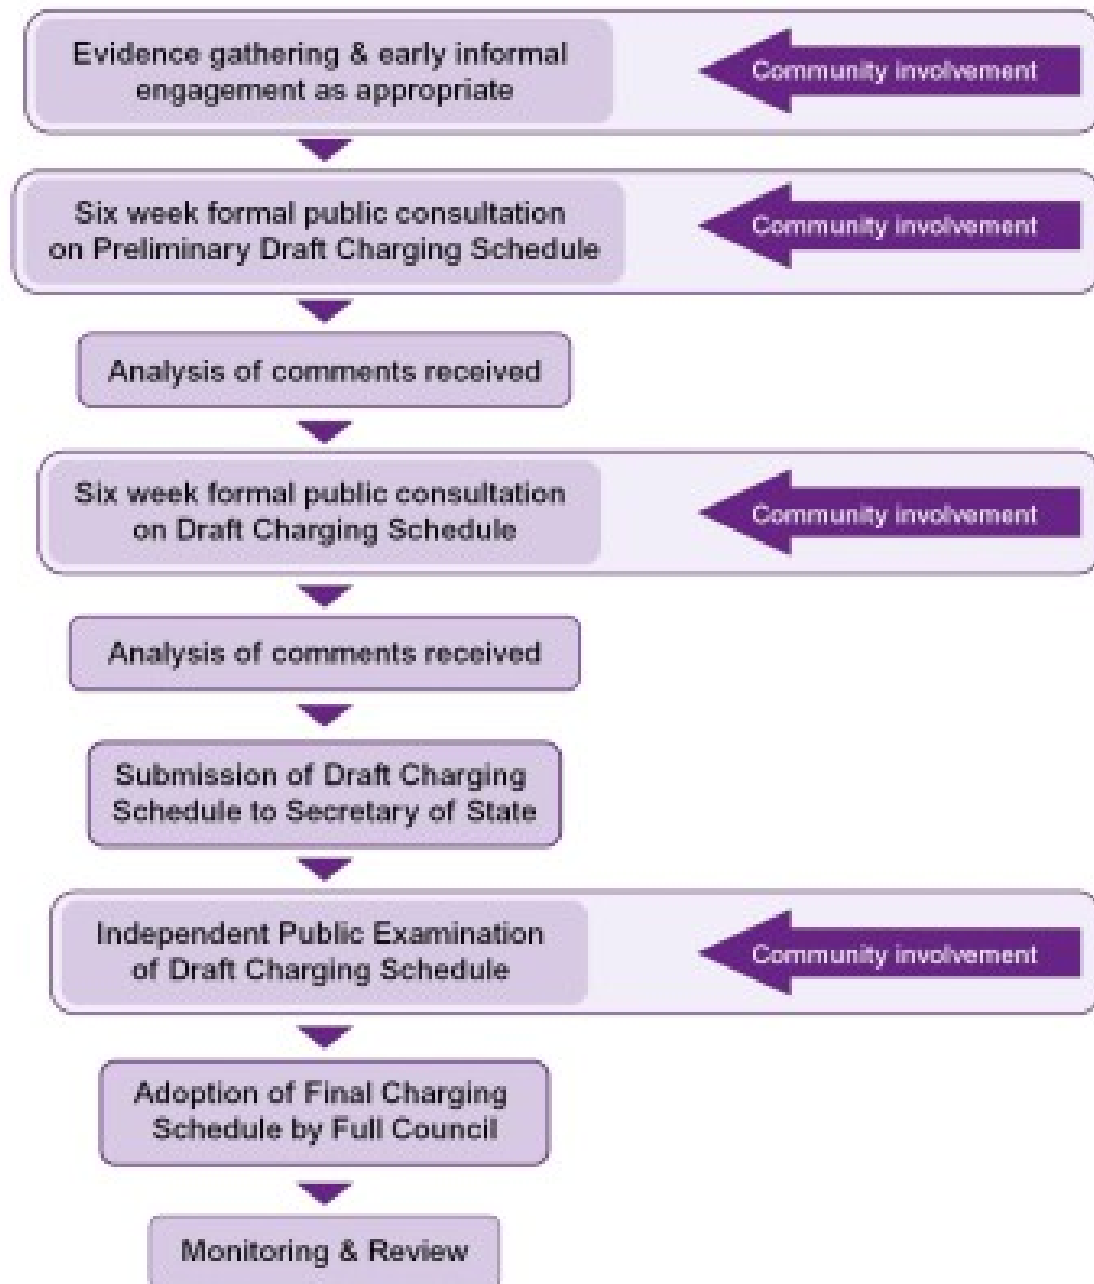 Evidence gathering & early informal
engagement as appropriate
Community involvement
Six week formal public consultation
on Preliminary Draft Charging Schedule
Community involvement
Analysis of comments received
Six week formal public consultation
on Draft Charging Schedule
Community involvement
Analysis of comments received
Submission of Draft Charging
Schedule to Secretary of State
Independent Public Examination
of Draft Charging Schedule
Community involvement
Adoption of Final Charging
Schedule by Full Council
Monitoring & Review